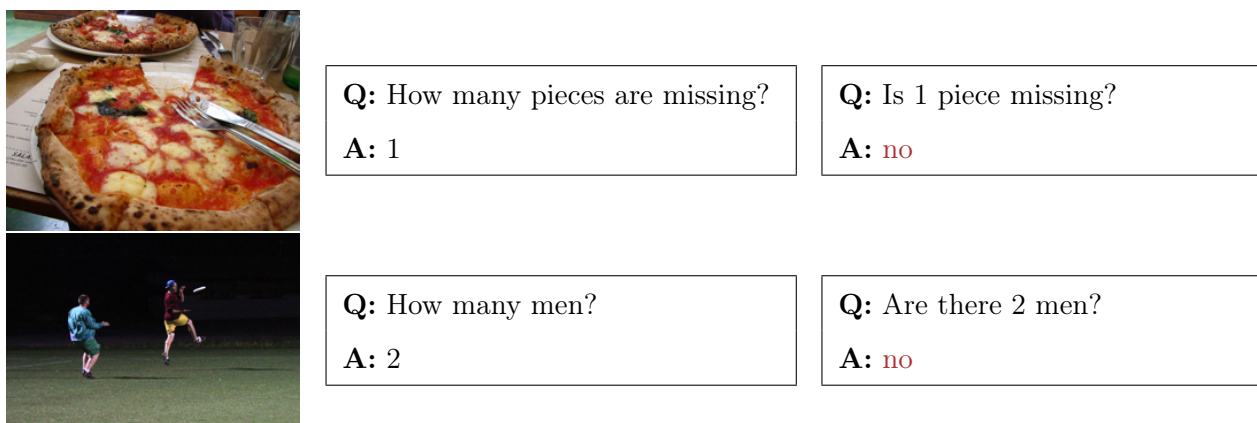 Q: How many pieces are missing?
A: 1
Q: Is 1 piece missing?
A: no
Q: How many men?
A: 2
Q: Are there 2 men?
A: no